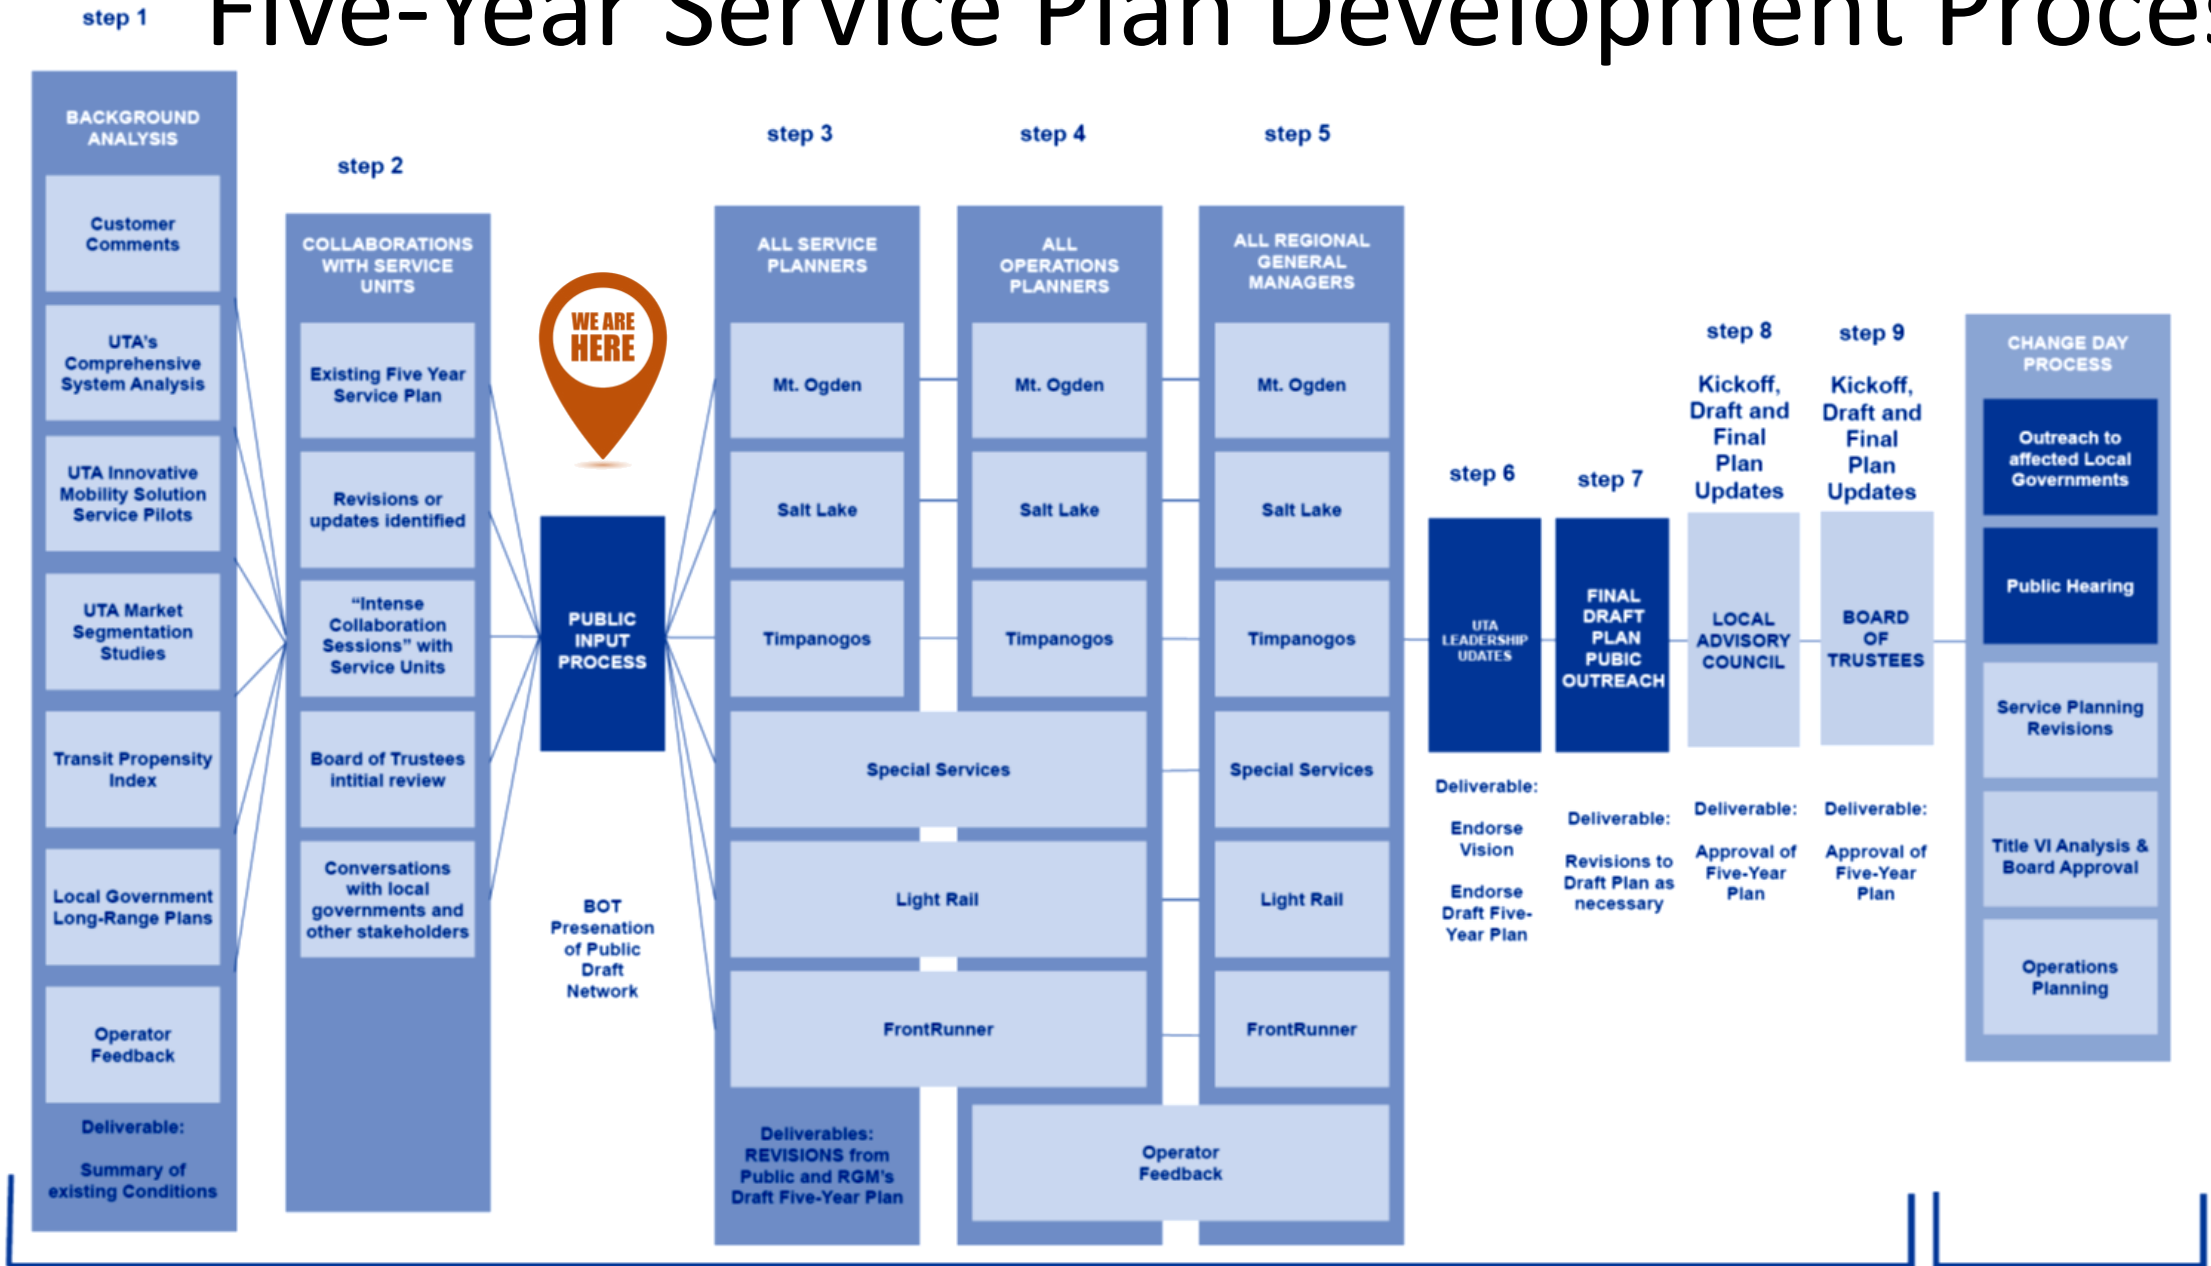 Five-Year Service Plan Development Proces
step 1
BACKGROUND
ANALYSIS
Customer
Comments
UTA's
Comprehensive
System Analysis
UTA Innovative
Mobility Solution
Service Pilots
UTA Market
Segmentation
Studies
Transit Propensity
Index
Local Government
Long-Range Plans
Operator
Feedback
Deliverable:
Summary of
existing Conditions
step 2
COLLABORATIONS
WITH SERVICE
UNITS
Existing Five Year
Service Plan
Revisions or
updates identified
“Intense
Collaboration
Sessions” with
Service Units
Board of Trustees
intitial review
Conversations
with local
governments and
other stakeholders
WE ARE
HERE
PUBLIC
INPUT
PROCESS
BOT
Presenation
of Public
Draft
Network
step 3
ALL SERVICE
PLANNERS
Mt. Ogden
Salt Lake
Timpanogos
step 4
ALL
OPERATIONS
PLANNERS
Mt. Ogden
Salt Lake
Timpanogos
Special Services
Light Rail
FrontRunner
Deliverables:
REVISIONS from
Public and RGM's
Draft Five-Year Plan
step 5
ALL REGIONAL
GENERAL
MANAGERS
Mt. Ogden
Salt Lake
Timpanogos
Special Services
Light Rail
FrontRunner
Operator
Feedback
step 6
UTA
LEADERSHIP
UDATES
Deliverable:
Endorse
Vision
Endorse
Draft Five-
Year Plan
step 7
FINAL
DRAFT
PLAN
PUBIC
OUTREACH
Deliverable:
Revisions to
Draft Plan as
necessary
step 8
Kickoff,
Draft and
Final
Plan
Updates
LOCAL
ADVISORY
COUNCIL
Deliverable:
Approval of
Five-Year
Plan
step 9
Kickoff,
Draft and
Final
Plan
Updates
BOARD
OF
TRUSTEES
Deliverable:
Approval of
Five-Year
Plan
CHANGE DAY
PROCESS
Outreach to
affected Local
Governments
Public Hearing
Service Planning
Revisions
Title VI Analysis &
Board Approval
Operations
Planning